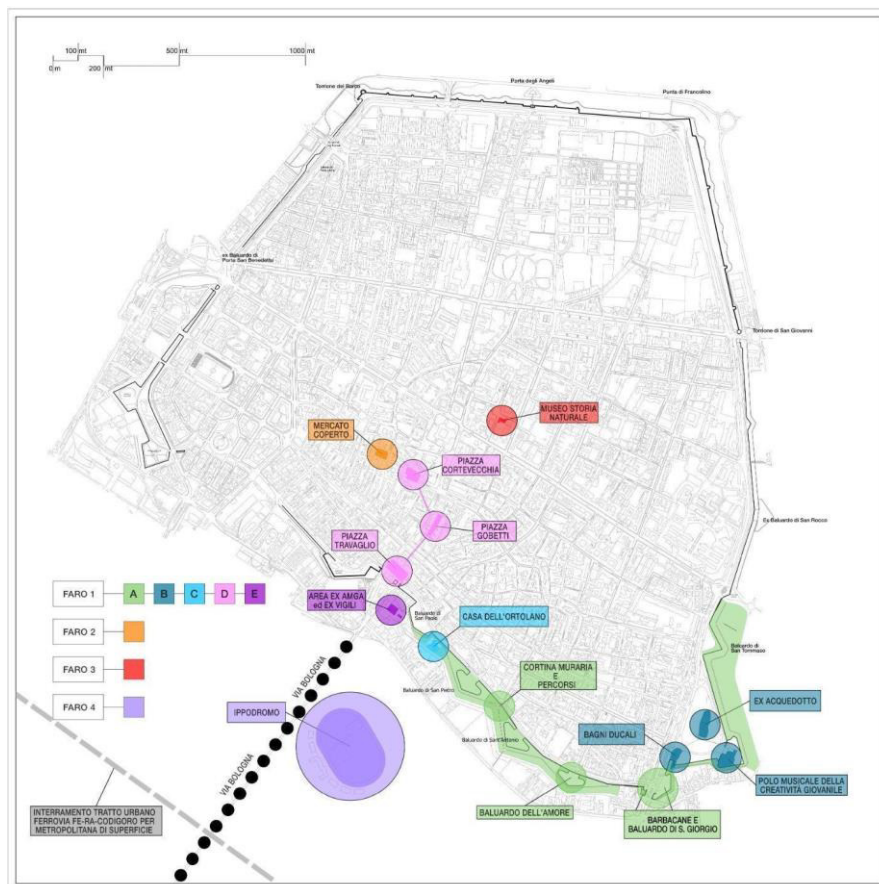 100 mt
500 mt
1000 mt
0 m
200 mt
Porta degli Angeli
Torrione del Barco
Punta di Francolino
ex Baluardo di
Porta San Benedetto
Torrione di San Giovanni
MUSEO STORIA
NATURALE
MERCATO
COPERTO
PIAZZA
CORTEVECCHIA
Ex Baluardo di San Rocco
PIAZZA
GOBETTI
PIAZZA
TRAVAGLIO
FARO 1
A
B
C
D
E
AREA EX AMGA
ed EX VIGILI
Baluardo di
San Paolo
CASA DELL'ORTOLANO
FARO 2
Baluardo di
San Tommaso
CORTINA MURARIA
E
PERCORSI
FARO 3
Baluardo di San Pietro
VIA BOLOGNA
FARO 4
IPPODROMO
EX ACQUEDOTTO
BAGNI DUCALI
Baluardo di Sant'Antonio
VIA BOLOGNA
POLO MUSICALE DELLA
CREATIVITÀ GIOVANILE
INTERRAMENTO TRATTO URBANO
FERROVIA FE-RA-CODIGORO PER
METROPOLITANA DI SUPERFICIE
BALUARDO DELL'AMORE
BARBACANE E
BALUARDO DI S. GIORGIO